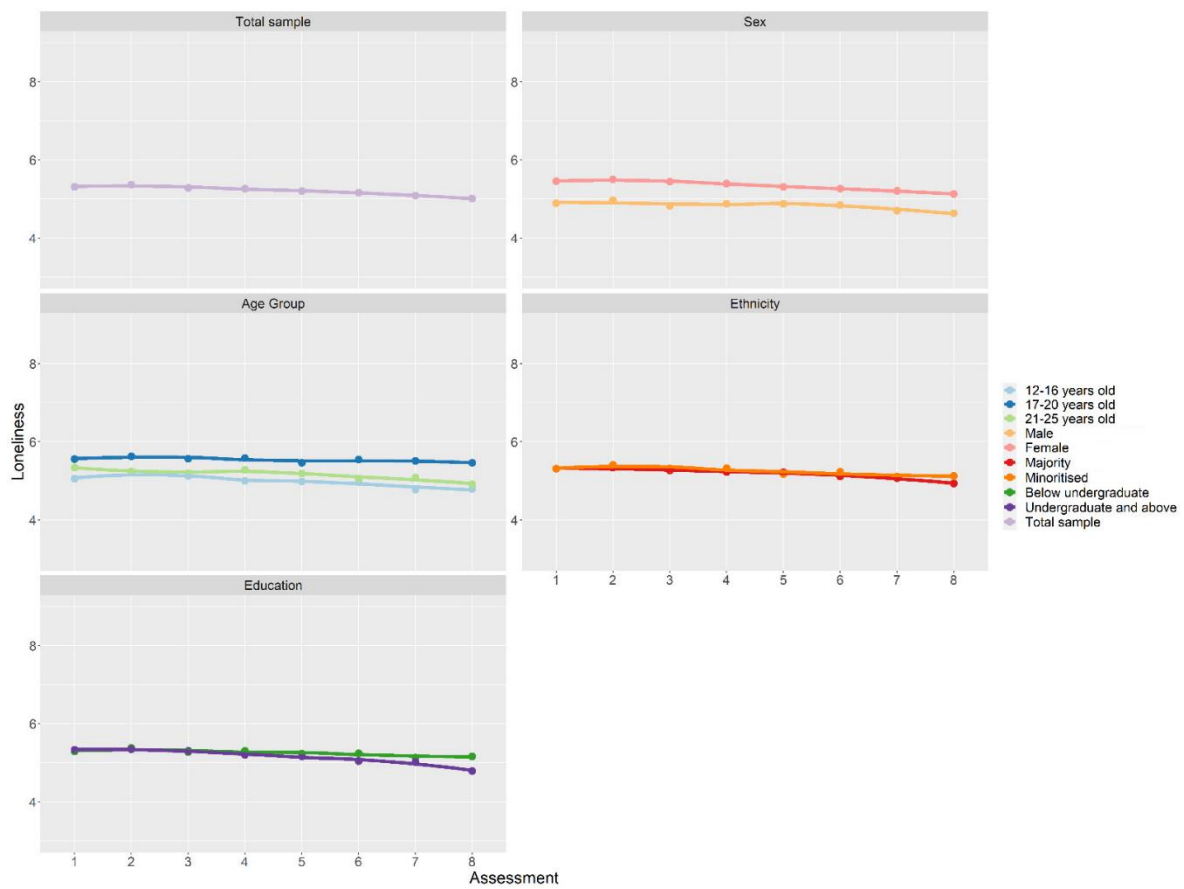 Total sample
Sex
8
6
4
8
6
4
Age Group
Ethnicity
8
6
4
8
6
4
1 2 3 4 5 6 7 8
Loneliness
12-16 years old
17-20 years old
21-25 years old
Male
Female
Majority
Minoritised
Below undergraduate
Undergraduate and above
Total sample
Education
8
6
4
1 2 3 4 5 6 7 8
Assessment